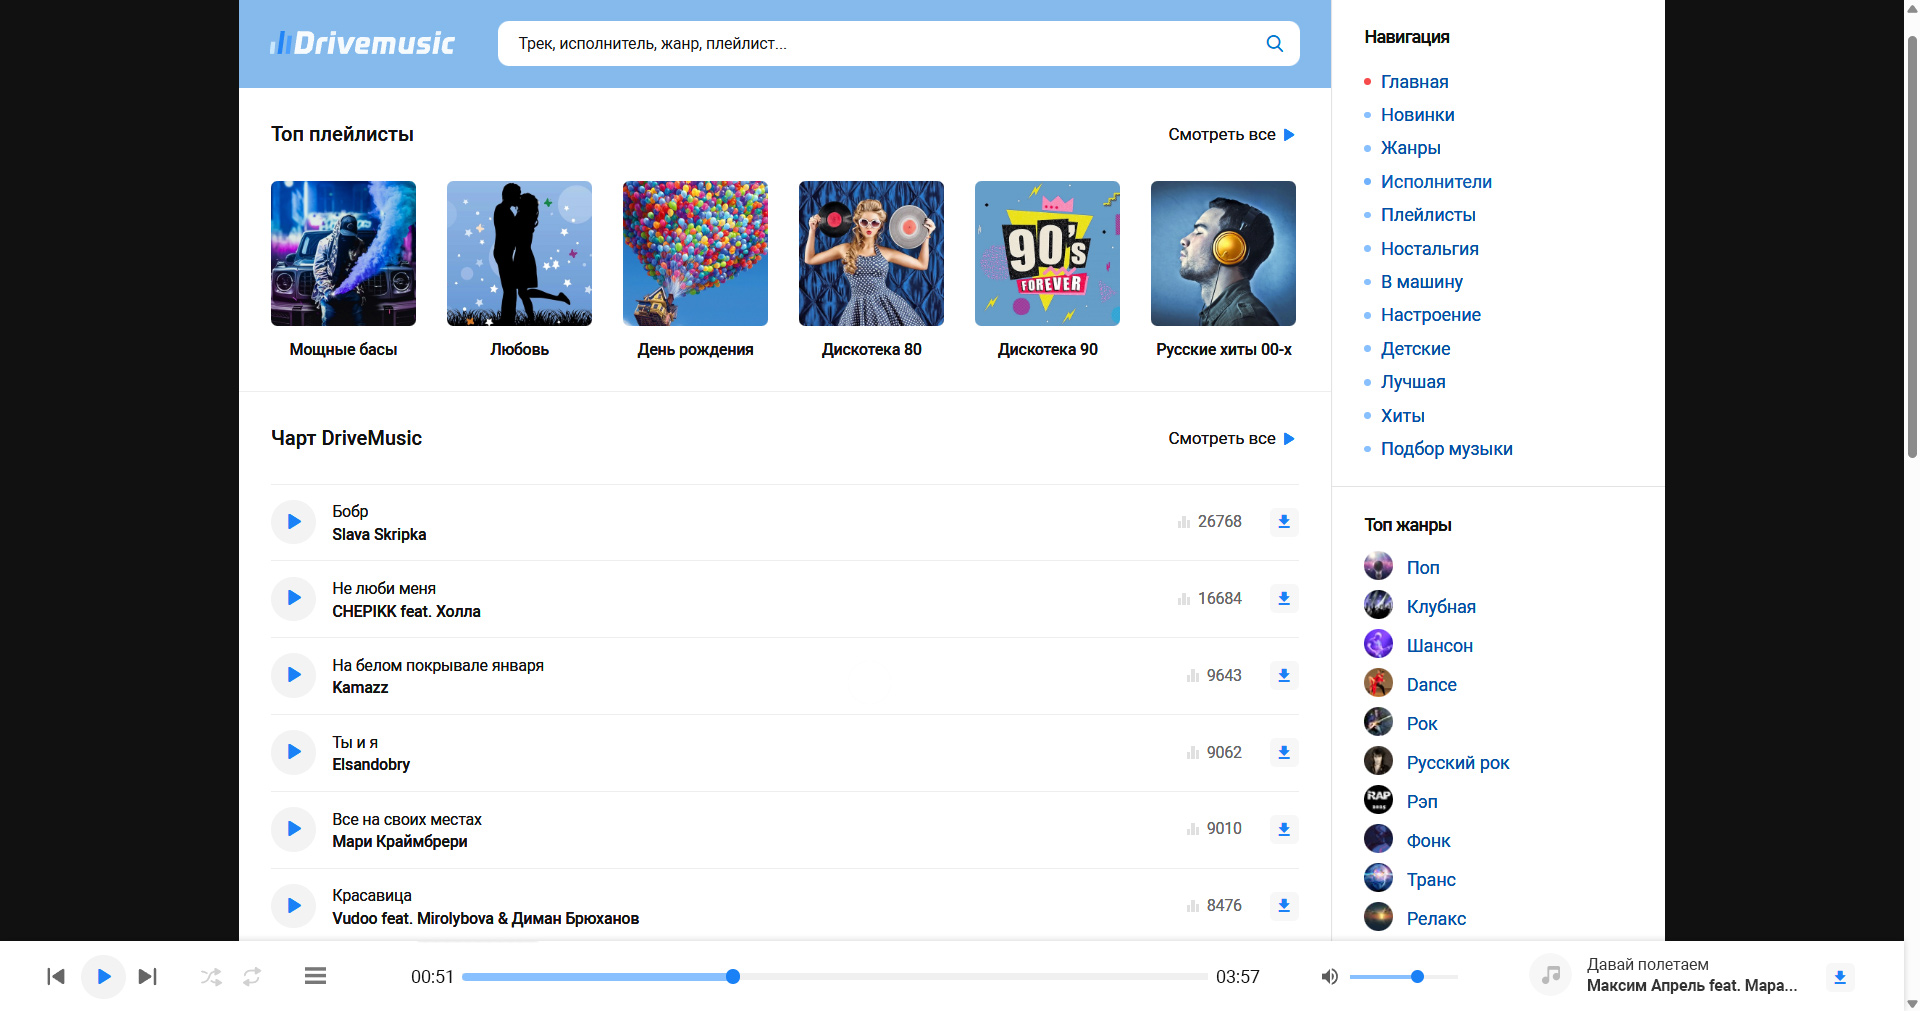 Drivemusic
Трек, исполнитель, жанр, плейлист...
Топ плейлисты
Смотреть все
90's
FOREVER
Мощные басы
Любовь
День рождения
Дискотека 80
Дискотека 90
Русские хиты 00-х
Чарт DriveMusic
Смотреть все
Бобр
Slava Skripka
26768
Не люби меня
CHEPIKK feat. Холла
16684
На белом покрывале января
Kamazz
9643
Ты и я
Elsandobry
9062
Все на своих местах
Мари Краймбрери
9010
Красавица
Vudoo feat. Mirolybova & Диман Брюханов
8476
Навигация
Главная
Новинки
Жанры
Исполнители
Плейлисты
Ностальгия
В машину
Настроение
Детские
Лучшая
Хиты
Подбор музыки
Топ жанры
Поп
Клубная
Шансон
Dance
Рок
Русский рок
RAP
Рэп
Фонк
Транс
Релакс
00:51
03:57
Давай полетаем
Максим Апрель feat. Мара...